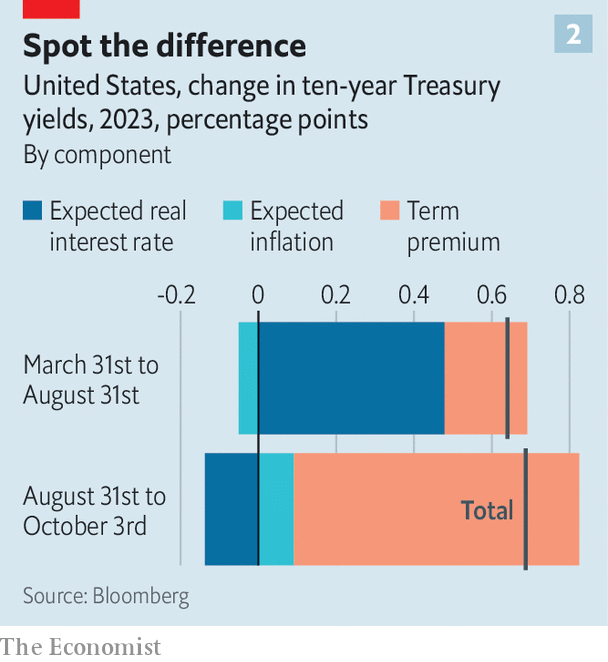 2
Spot the difference
United States, change in ten-year Treasury
yields, 2023, percentage points
By component
Expected real
interest rate
Expected
inflation
Term
premium
-0.2 0 0.2 0.4 0.6 0.8
March 31st to
August 31st
August 31st to
October 3rd
Total
Source: Bloomberg
The Economist